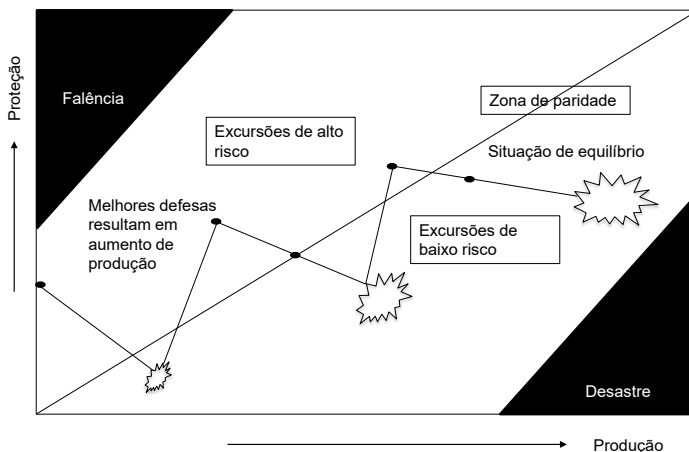 Proteção
Falência
Zona de paridade
Excursões de alto
risco
Situação de equilíbrio
Melhores defesas
resultam em
aumento de
produção
Excursões de
baixo risco
Desastre
Produção